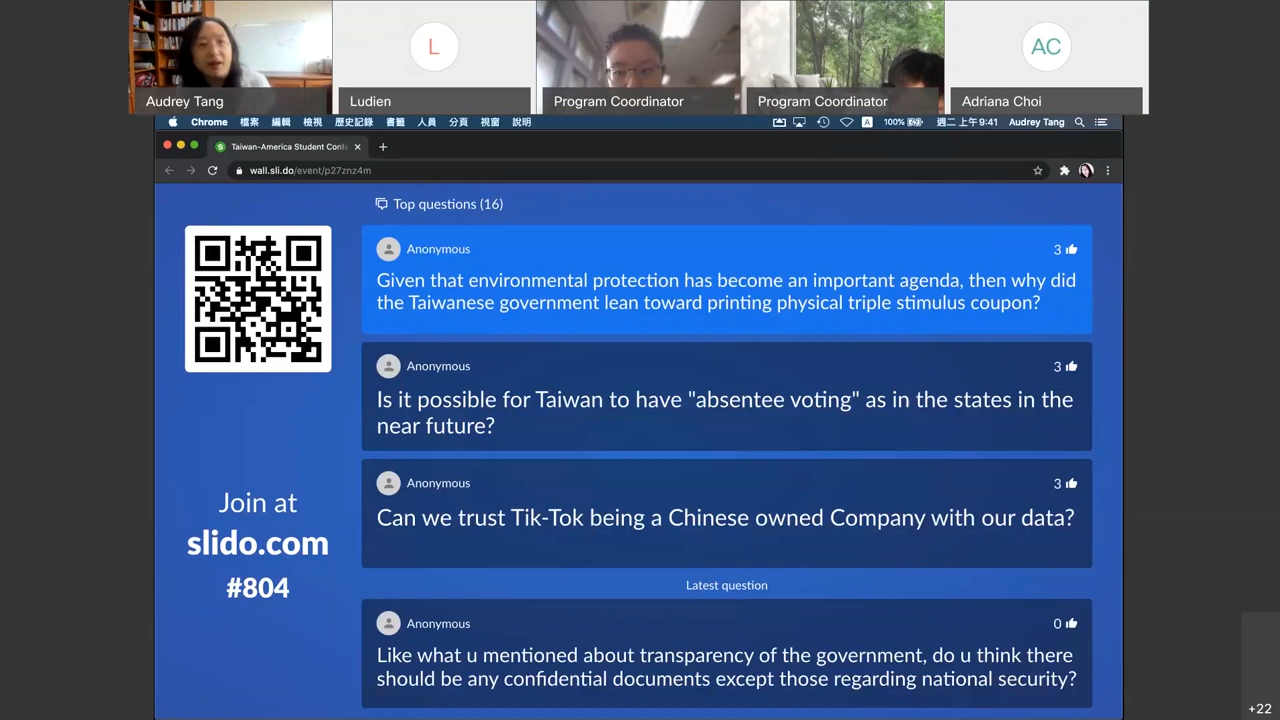 L
AC
Audrey Tang
Ludien
Program Coordinator
Program Coordinator
Adriana Choi
Chrome 檔案 編輯 檢視 歷史記錄 書籤 人員 分頁 視窗 說明
A 100% 週二 上午9:41 Audrey Tang
Taiwan-America Student Conf
wall.sli.do/event/p27znz4m
Top questions (16)
Anonymous 3
Given that environmental protection has become an important agenda, then why did
the Taiwanese government lean toward printing physical triple stimulus coupon?
Anonymous 3
Is it possible for Taiwan to have "absentee voting" as in the states in the
near future?
Anonymous 3
Can we trust Tik-Tok being a Chinese owned Company with our data?
Join at
slido.com
#804
Latest question
Anonymous 0
Like what u mentioned about transparency of the government, do u think there
should be any confidential documents except those regarding national security?
+22